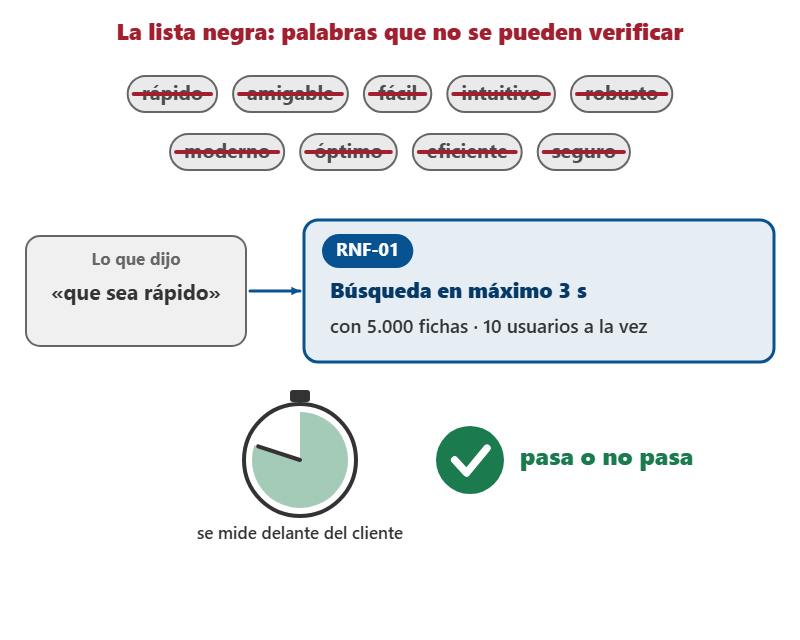 La lista negra: palabras que no se pueden verificar
rápido amigable fácil intuitivo robusto
moderno óptimo eficiente seguro
Lo que dijo
«que sea rápido»
RNF-01
Búsqueda en máximo 3 s
con 5.000 fichas · 10 usuarios a la vez
pasa o no pasa
se mide delante del cliente